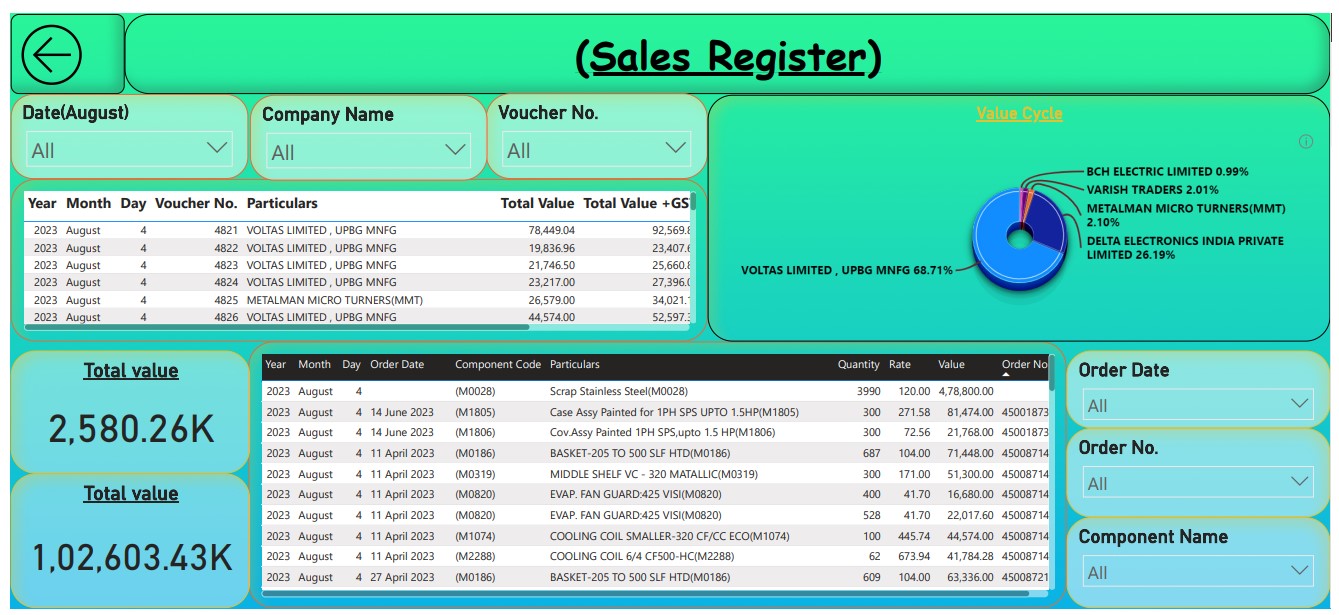 (Sales Register)
Date(August)
All
Company Name
All
Voucher No.
All
Value Cycle
BCH ELECTRIC LIMITED 0.99%
VARISH TRADERS 2.01%
METALMAN MICRO TURNERS(MMT)
2.10%
DELTA ELECTRONICS INDIA PRIVATE
LIMITED 26.19%
VOLTAS LIMITED , UPBG MNFG 68.71%
Year Month Day Voucher No. Particulars Total Value Total Value +GS
2023 August 4 4821 VOLTAS LIMITED , UPBG MNFG 78,449.04 92,569.8
2023 August 4 4822 VOLTAS LIMITED , UPBG MNFG 19,836.96 23,407.6
2023 August 4 4823 VOLTAS LIMITED , UPBG MNFG 21,746.50 25,660.8
2023 August 4 4824 VOLTAS LIMITED , UPBG MNFG 23,217.00 27,396.0
2023 August 4 4825 METALMAN MICRO TURNERS(MMT) 26,579.00 34,021.1
2023 August 4 4826 VOLTAS LIMITED , UPBG MNFG 44,574.00 52,597.3
Total value
2,580.26K
Total value
1,02,603.43K
Year Month Day Order Date Component Code Particulars Quantity Rate Value Order No
2023 August 4 (M0028) Scrap Stainless Steel(M0028) 3990 120.00 4,78,800.00
2023 August 4 14 June 2023 (M1805) Case Assy Painted for 1PH SPS UPTO 1.5HP(M1805) 300 271.58 81,474.00 45001873
2023 August 4 14 June 2023 (M1806) Cov.Assy Painted 1PH SPS,upto 1.5 HP(M1806) 300 72.56 21,768.00 45001873
2023 August 4 11 April 2023 (M0186) BASKET-205 TO 500 SLF HTD(M0186) 687 104.00 71,448.00 45008714
2023 August 4 11 April 2023 (M0319) MIDDLE SHELF VC - 320 MATALLIC(M0319) 300 171.00 51,300.00 45008714
2023 August 4 11 April 2023 (M0820) EVAP. FAN GUARD:425 VISI(M0820) 400 41.70 16,680.00 45008714
2023 August 4 11 April 2023 (M0820) EVAP. FAN GUARD:425 VISI(M0820) 528 41.70 22,017.60 45008714
2023 August 4 11 April 2023 (M1074) COOLING COIL SMALLER-320 CF/CC ECO(M1074) 100 445.74 44,574.00 45008714
2023 August 4 11 April 2023 (M2288) COOLING COIL 6/4 CF500-HC(M2288) 62 673.94 41,784.28 45008714
2023 August 4 27 April 2023 (M0186) BASKET-205 TO 500 SLF HTD(M0186) 609 104.00 63,336.00 45008721
Order Date
All
Order No.
All
Component Name
All